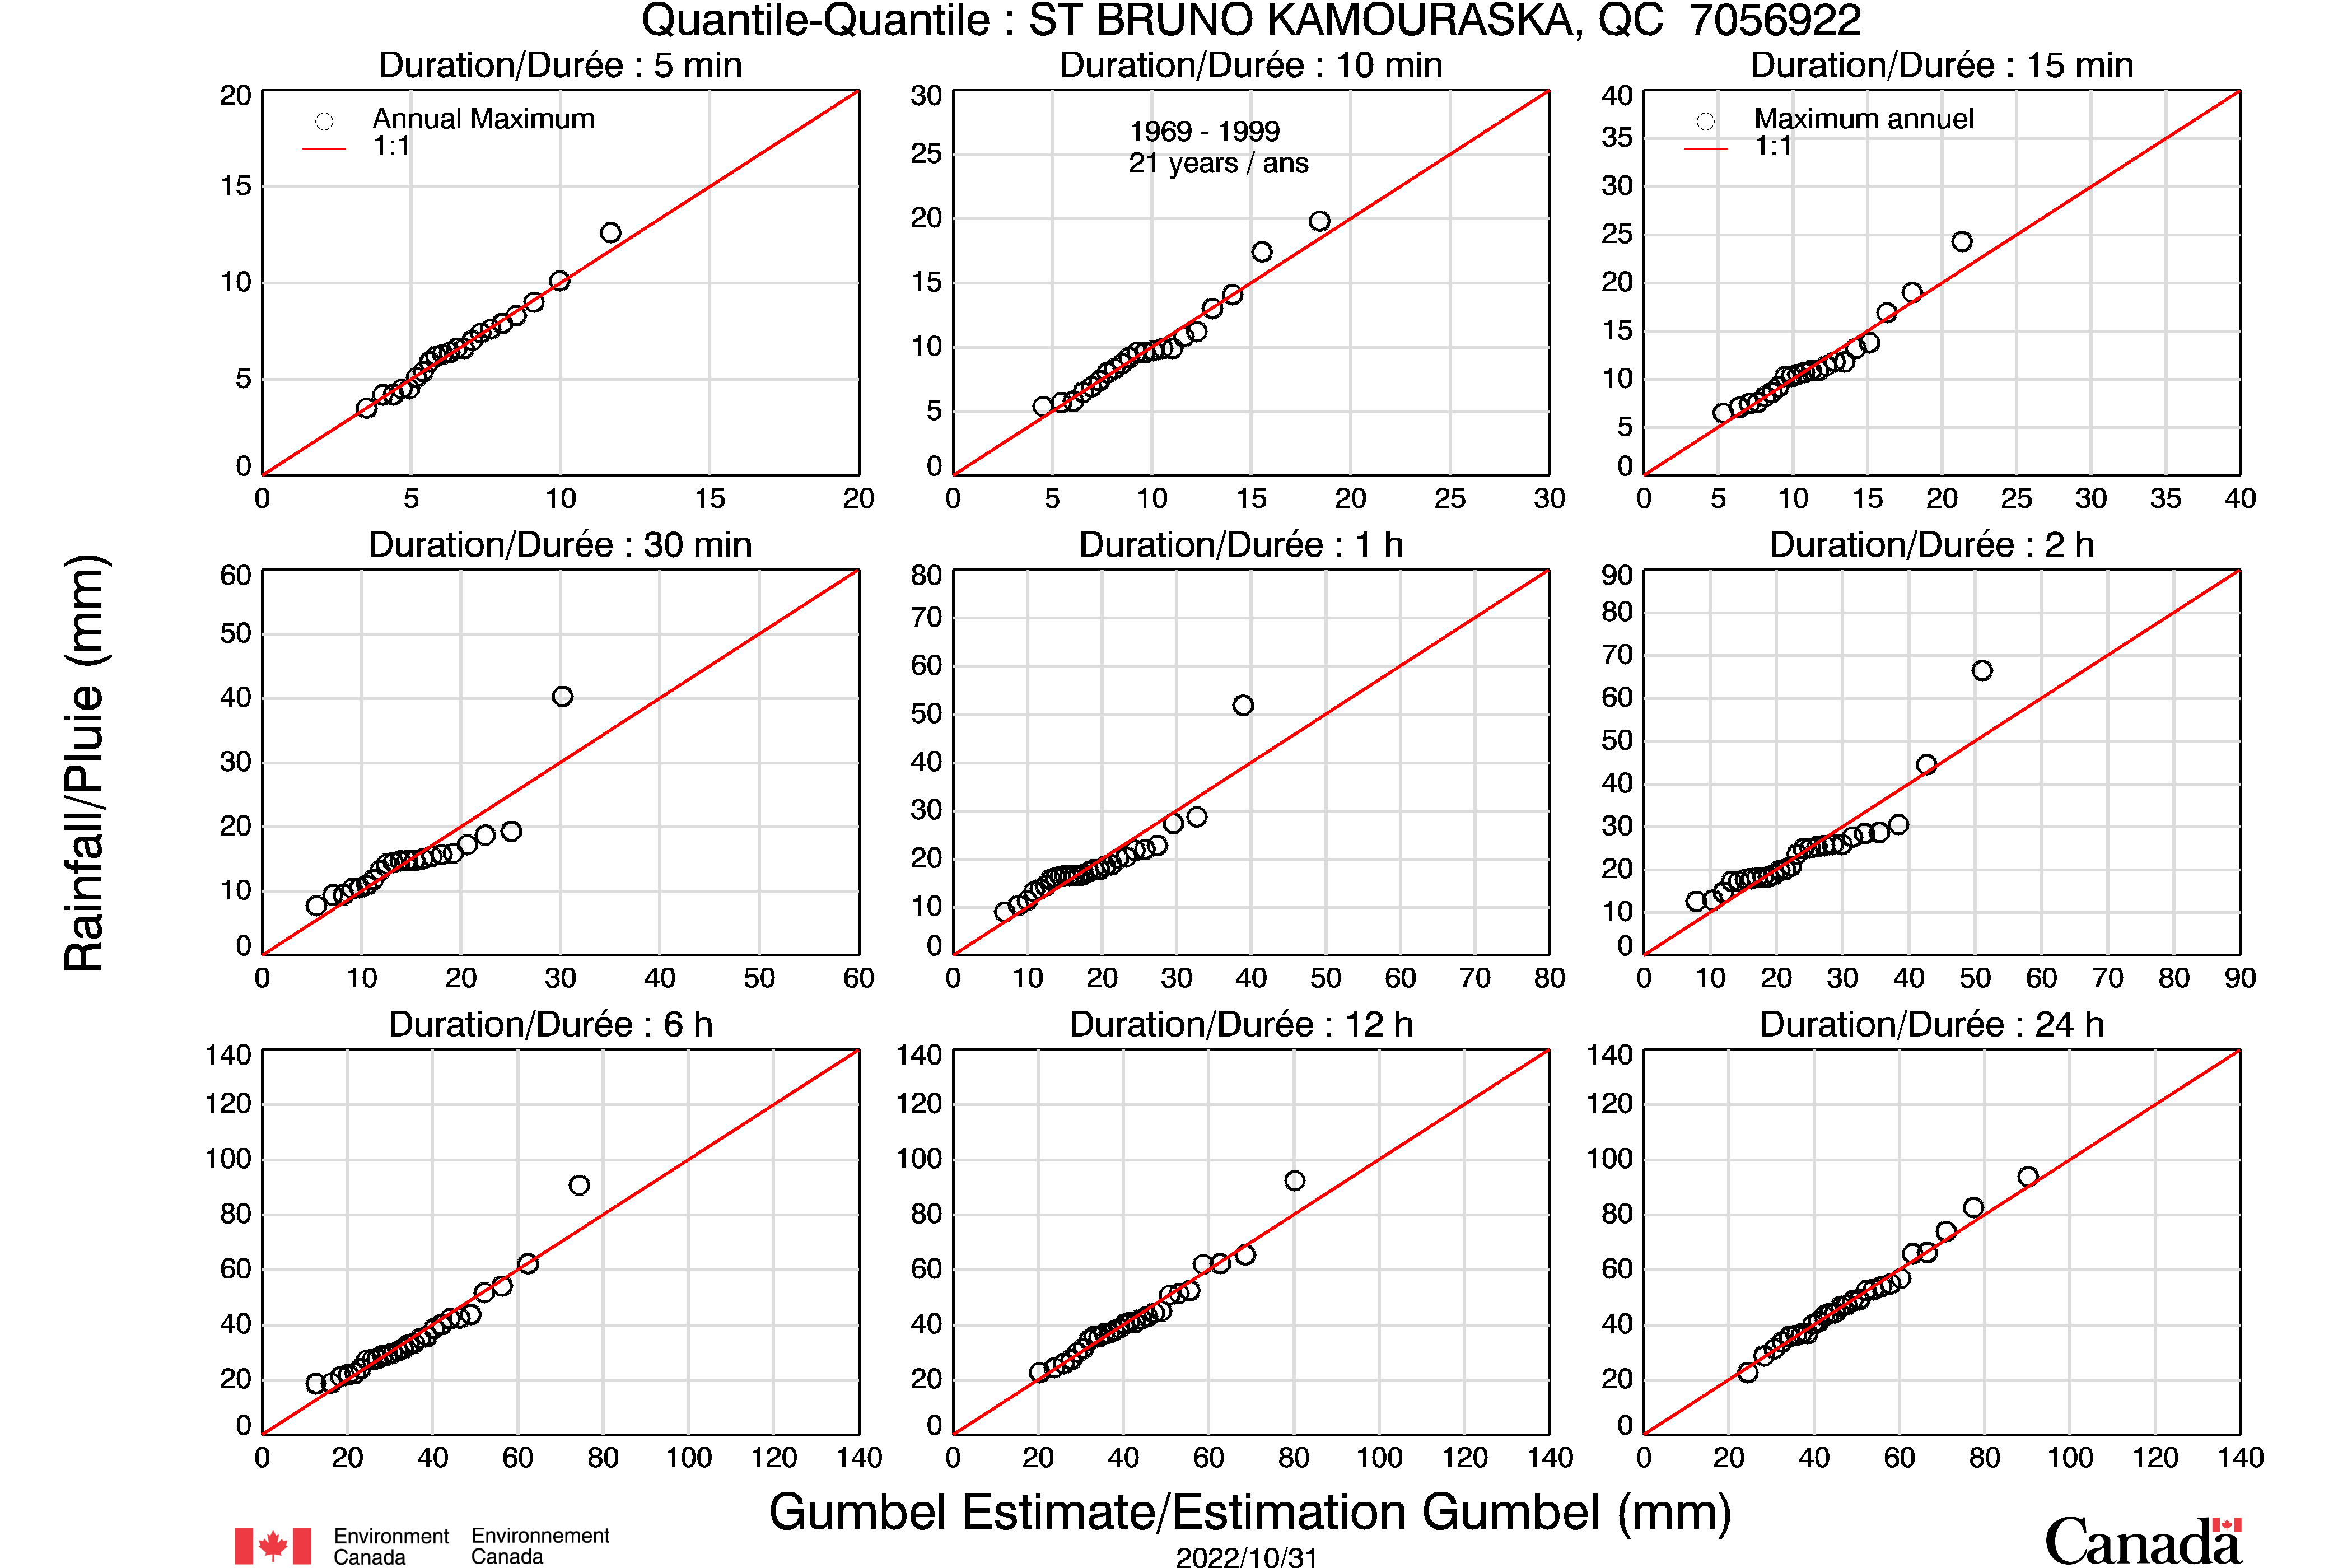 Quantile-Quantile : ST BRUNO KAMOURASKA, QC 7056922
Duration/Durée : 5 min
20
15
10
5
0
0 5 10 15 20
Annual Maximum
1:1
Duration/Durée : 10 min
30
25
20
15
10
5
0
0 5 10 15 20 25 30
1969 - 1999
21 years / ans
Duration/Durée : 15 min
40
35
30
25
20
15
10
5
0
0 5 10 15 20 25 30 35 40
Maximum annuel
1:1
Rainfall/Pluie (mm)
Duration/Durée : 30 min
60
50
40
30
20
10
0
0 10 20 30 40 50 60
Duration/Durée : 1 h
80
70
60
50
40
30
20
10
0
0 10 20 30 40 50 60 70 80
Duration/Durée : 2 h
90
80
70
60
50
40
30
20
10
0
0 10 20 30 40 50 60 70 80 90
Duration/Durée : 6 h
140
120
100
80
60
40
20
0
0 20 40 60 80 100 120 140
Duration/Durée : 12 h
140
120
100
80
60
40
20
0
0 20 40 60 80 100 120 140
Duration/Durée : 24 h
140
120
100
80
60
40
20
0
0 20 40 60 80 100 120 140
Gumbel Estimate/Estimation Gumbel (mm)
Environment Canada
Environnement Canada
2022/10/31
Canada